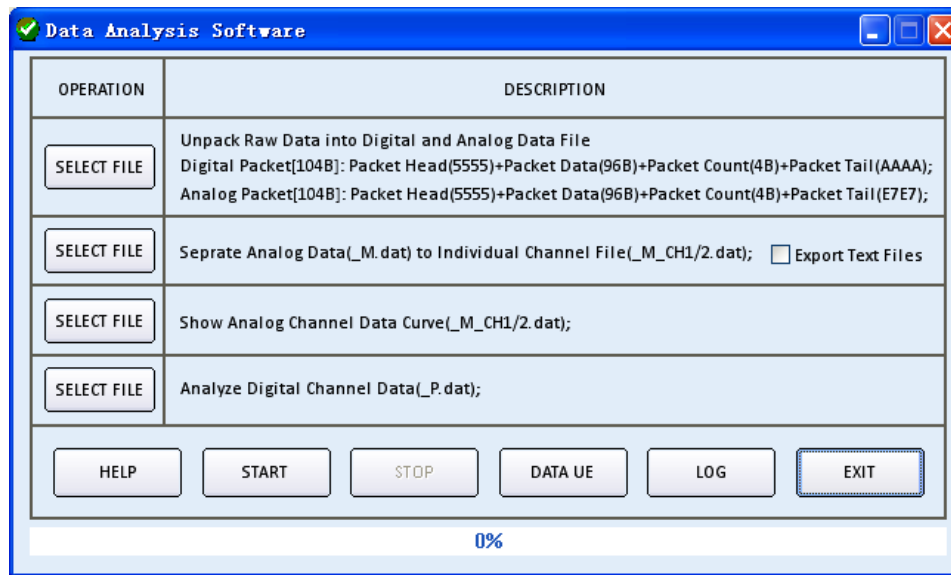 Data Analysis Software
OPERATION
DESCRIPTION
SELECT FILE
Unpack Raw Data into Digital and Analog Data File
Digital Packet[104B]: Packet Head(5555)+Packet Data(96B)+Packet Count(4B)+Packet Tail(AAAA);
Analog Packet[104B]: Packet Head(5555)+Packet Data(96B)+Packet Count(4B)+Packet Tail(E7E7);
SELECT FILE
Seprate Analog Data(_M.dat) to Individual Channel File(_M_CH1/2.dat);
Export Text Files
SELECT FILE
Show Analog Channel Data Curve(_M_CH1/2.dat);
SELECT FILE
Analyze Digital Channel Data(_P.dat);
HELP
START
STOP
DATA UE
LOG
EXIT
0%